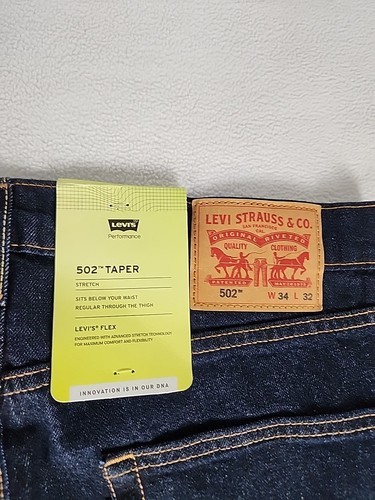 LEVI'S
Performance
502™ TAPER
STRETCH
SITS BELOW YOUR WAIST
REGULAR THROUGH THE THIGH
LEVI'S® FLEX
ENGINEERED WITH ADVANCED STRETCH TECHNOLOGY
FOR MAXIMUM COMFORT AND FLEXIBILITY.
INNOVATION IS IN OUR DNA.
LEVI STRAUSS & CO.
SAN FRANCISCO
CAL.
ORIGINAL RIVETED
QUALITY CLOTHING
PATENTED
502™ W 34 L 32